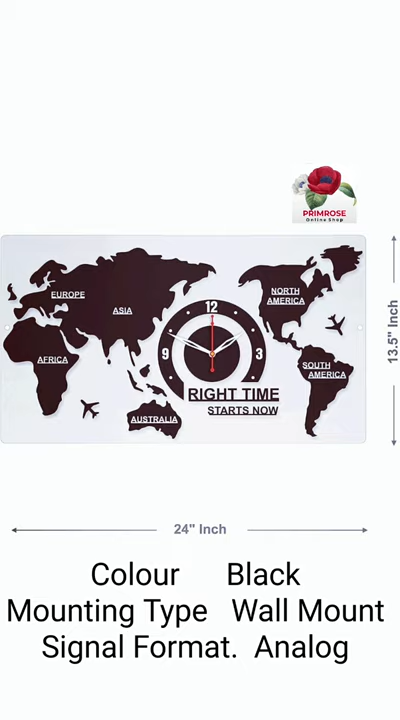 PRIMROSE
Online Shop
EUROPE
ASIA
AFRICA
AUSTRALIA
12
9
3
NORTH
AMERICA
SOUTH
AMERICA
RIGHT TIME
STARTS NOW
13.5" Inch
24" Inch
Colour Black
Mounting Type Wall Mount
Signal Format. Analog